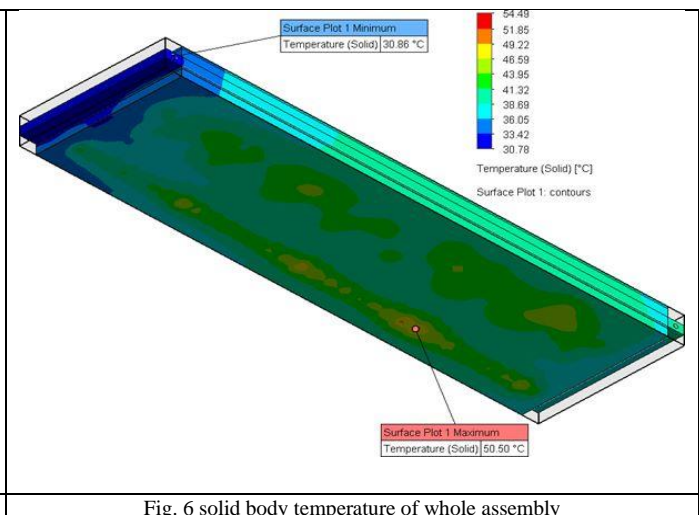 Surface Plot 1 Minimum
Temperature (Solid) 30.86 °C
54.49
51.85
49.22
46.59
43.95
41.32
38.69
36.05
33.42
30.78
Temperature (Solid) [°C]
Surface Plot 1: contours
Surface Plot 1 Maximum
Temperature (Solid) 50.50 °C
Fig. 6 solid body temperature of whole assembly